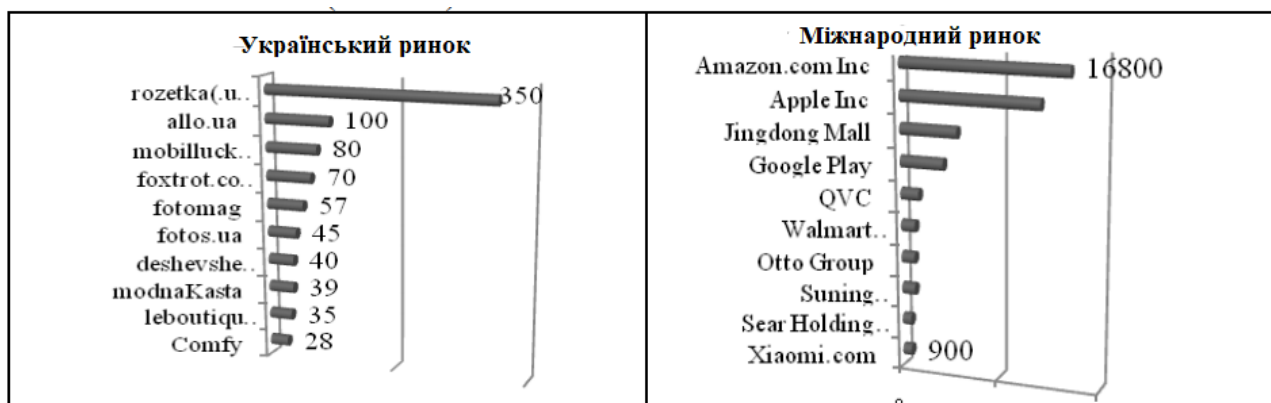 Український ринок
rozetka(.u..
350
allo.ua
100
mobilluck..
80
foxtrot.co..
70
fotomag
57
fotos.ua
45
deshevshe..
40
modnaKasta
39
leboutiqu..
35
Comfy
28
Міжнародний ринок
Amazon.com Inc
16800
Apple Inc
Jingdong Mall
Google Play
QVC
Walmart..
Otto Group
Suning..
Sear Holding..
Xiaomi.com
900